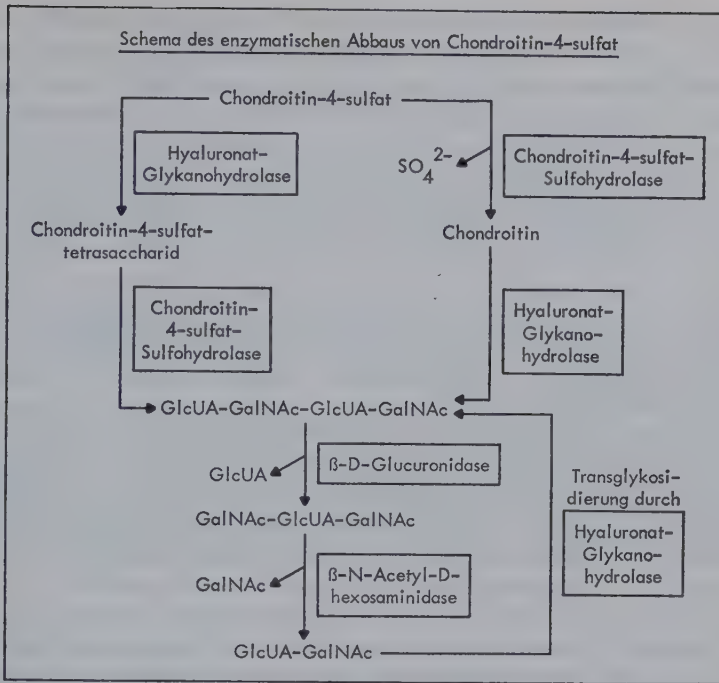 Schema des enzymatischen Abbaus von Chondroitin-4-sulfat
Chondroitin-4-sulfat
Hyaluronat-
Glykanohydrolase
SO₄²⁻
Chondroitin-4-sulfat-
Sulfohydrolase
Chondroitin-4-sulfat-
tetrasaccharid
Chondroitin
Chondroitin-
4-sulfat-
Sulfohydrolase
Hyaluronat-
Glykano-
hydrolase
GlcUA-GalNAc-GlcUA-GalNAc
GlcUA
ß-D-Glucuronidase
GalNAc-GlcUA-GalNAc
GalNAc
ß-N-Acetyl-D-
hexosaminidase
GlcUA-GalNAc
Transglykosi-
dierung durch
Hyaluronat-
Glykano-
hydrolase